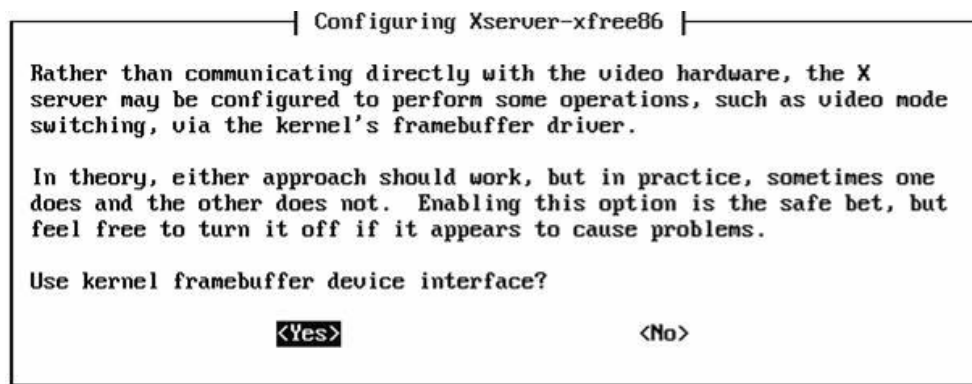 Configuring Xserver-xfree86
Rather than communicating directly with the video hardware, the X
server may be configured to perform some operations, such as video mode
switching, via the kernel's framebuffer driver.
In theory, either approach should work, but in practice, sometimes one
does and the other does not.  Enabling this option is the safe bet, but
feel free to turn it off if it appears to cause problems.
Use kernel framebuffer device interface?
<Yes> <No>